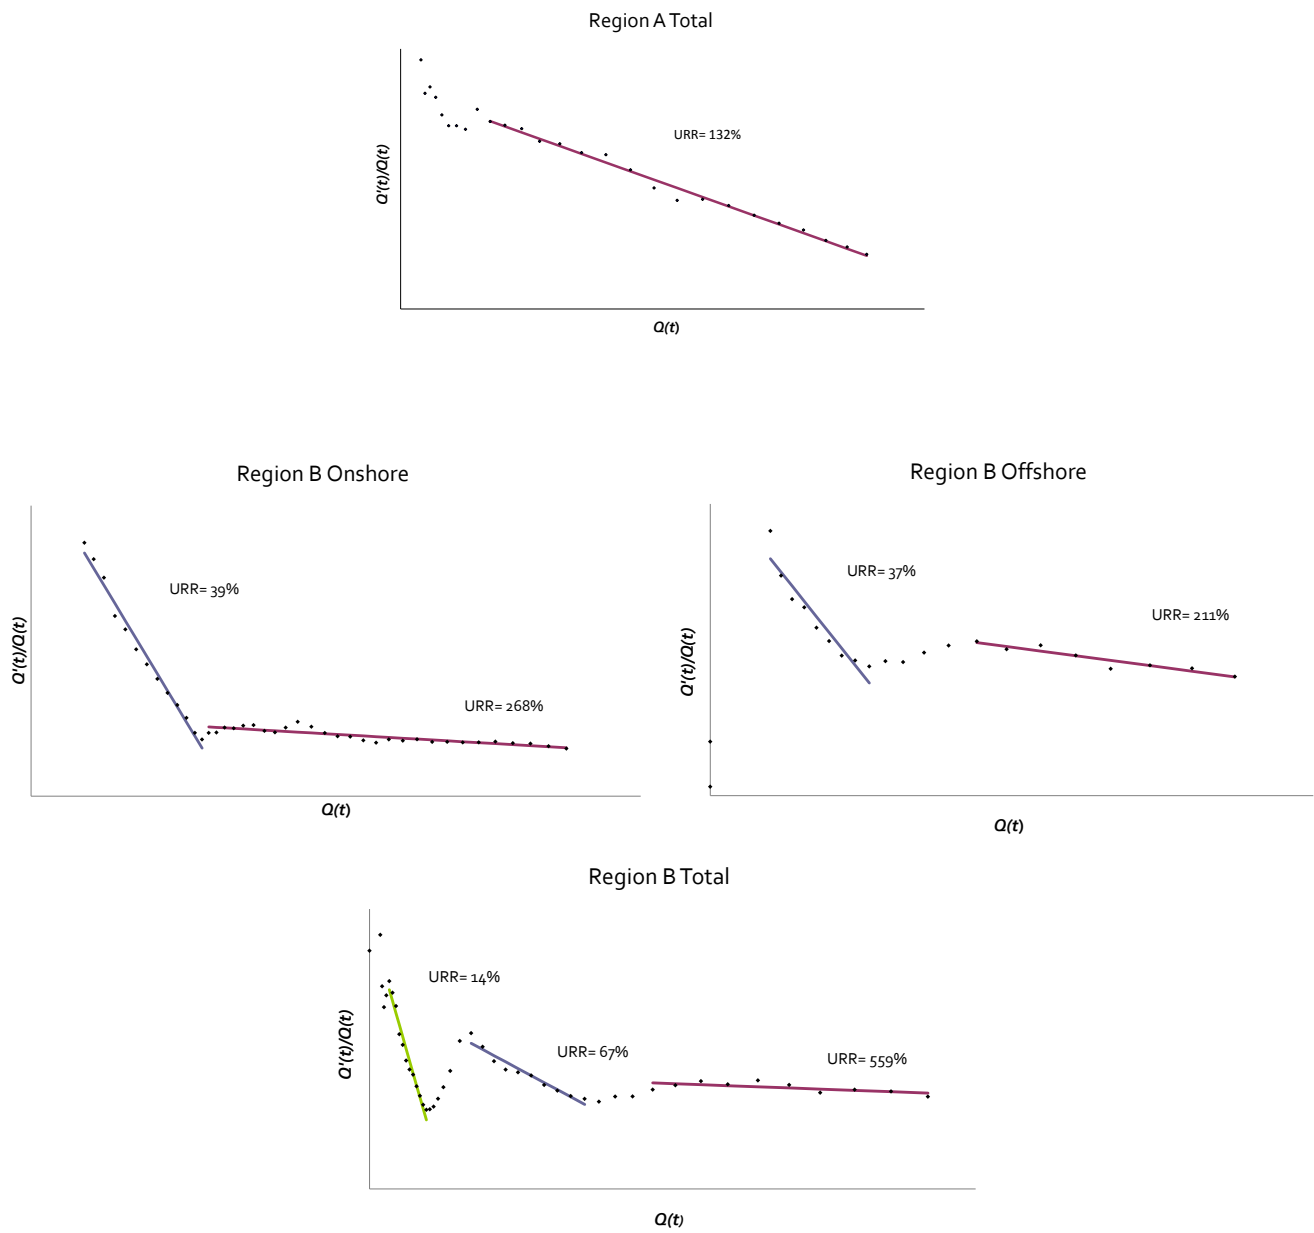 Region A Total
URR= 132%
Q'(t)/Q(t)
Q(t)
Region B Onshore
URR= 39%
URR= 268%
Q'(t)/Q(t)
Q(t)
Region B Offshore
URR= 37%
URR= 211%
Q'(t)/Q(t)
Q(t)
Region B Total
URR= 14%
URR= 67%
URR= 559%
Q'(t)/Q(t)
Q(t)